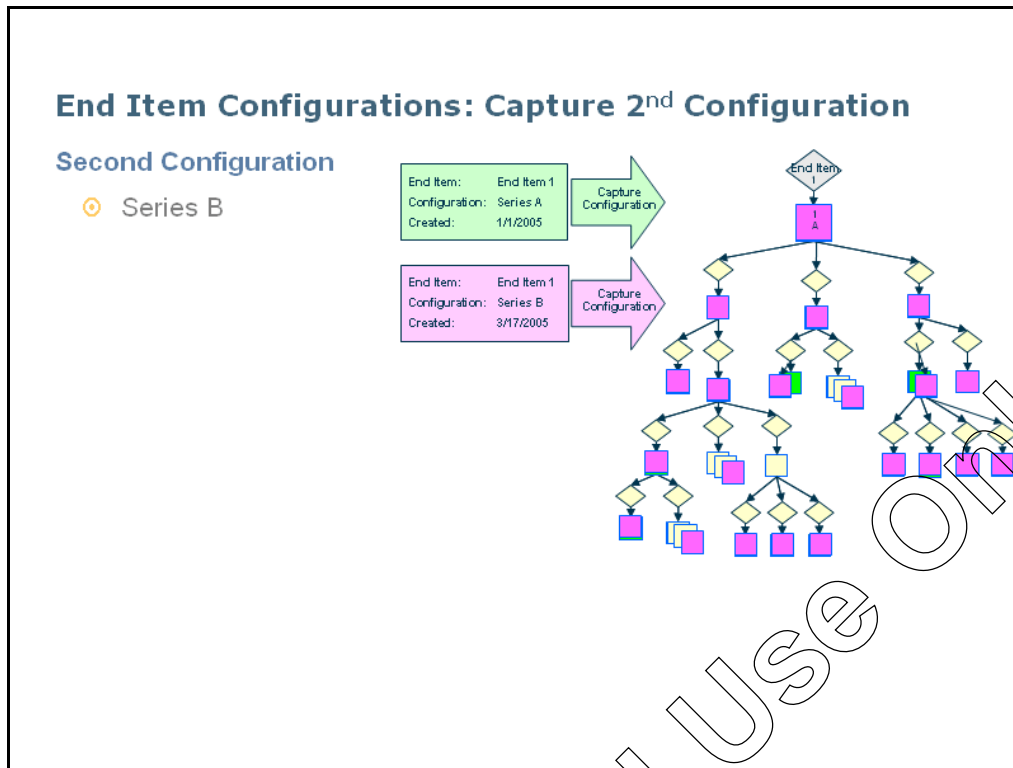 End Item Configurations: Capture 2nd Configuration
Second Configuration
Series B
End Item: End Item 1
Configuration: Series A
Created: 1/1/2005
Capture
Configuration
End Item: End Item 1
Configuration: Series B
Created: 3/17/2005
Capture
Configuration
End Item
1
1
A
Use Onl